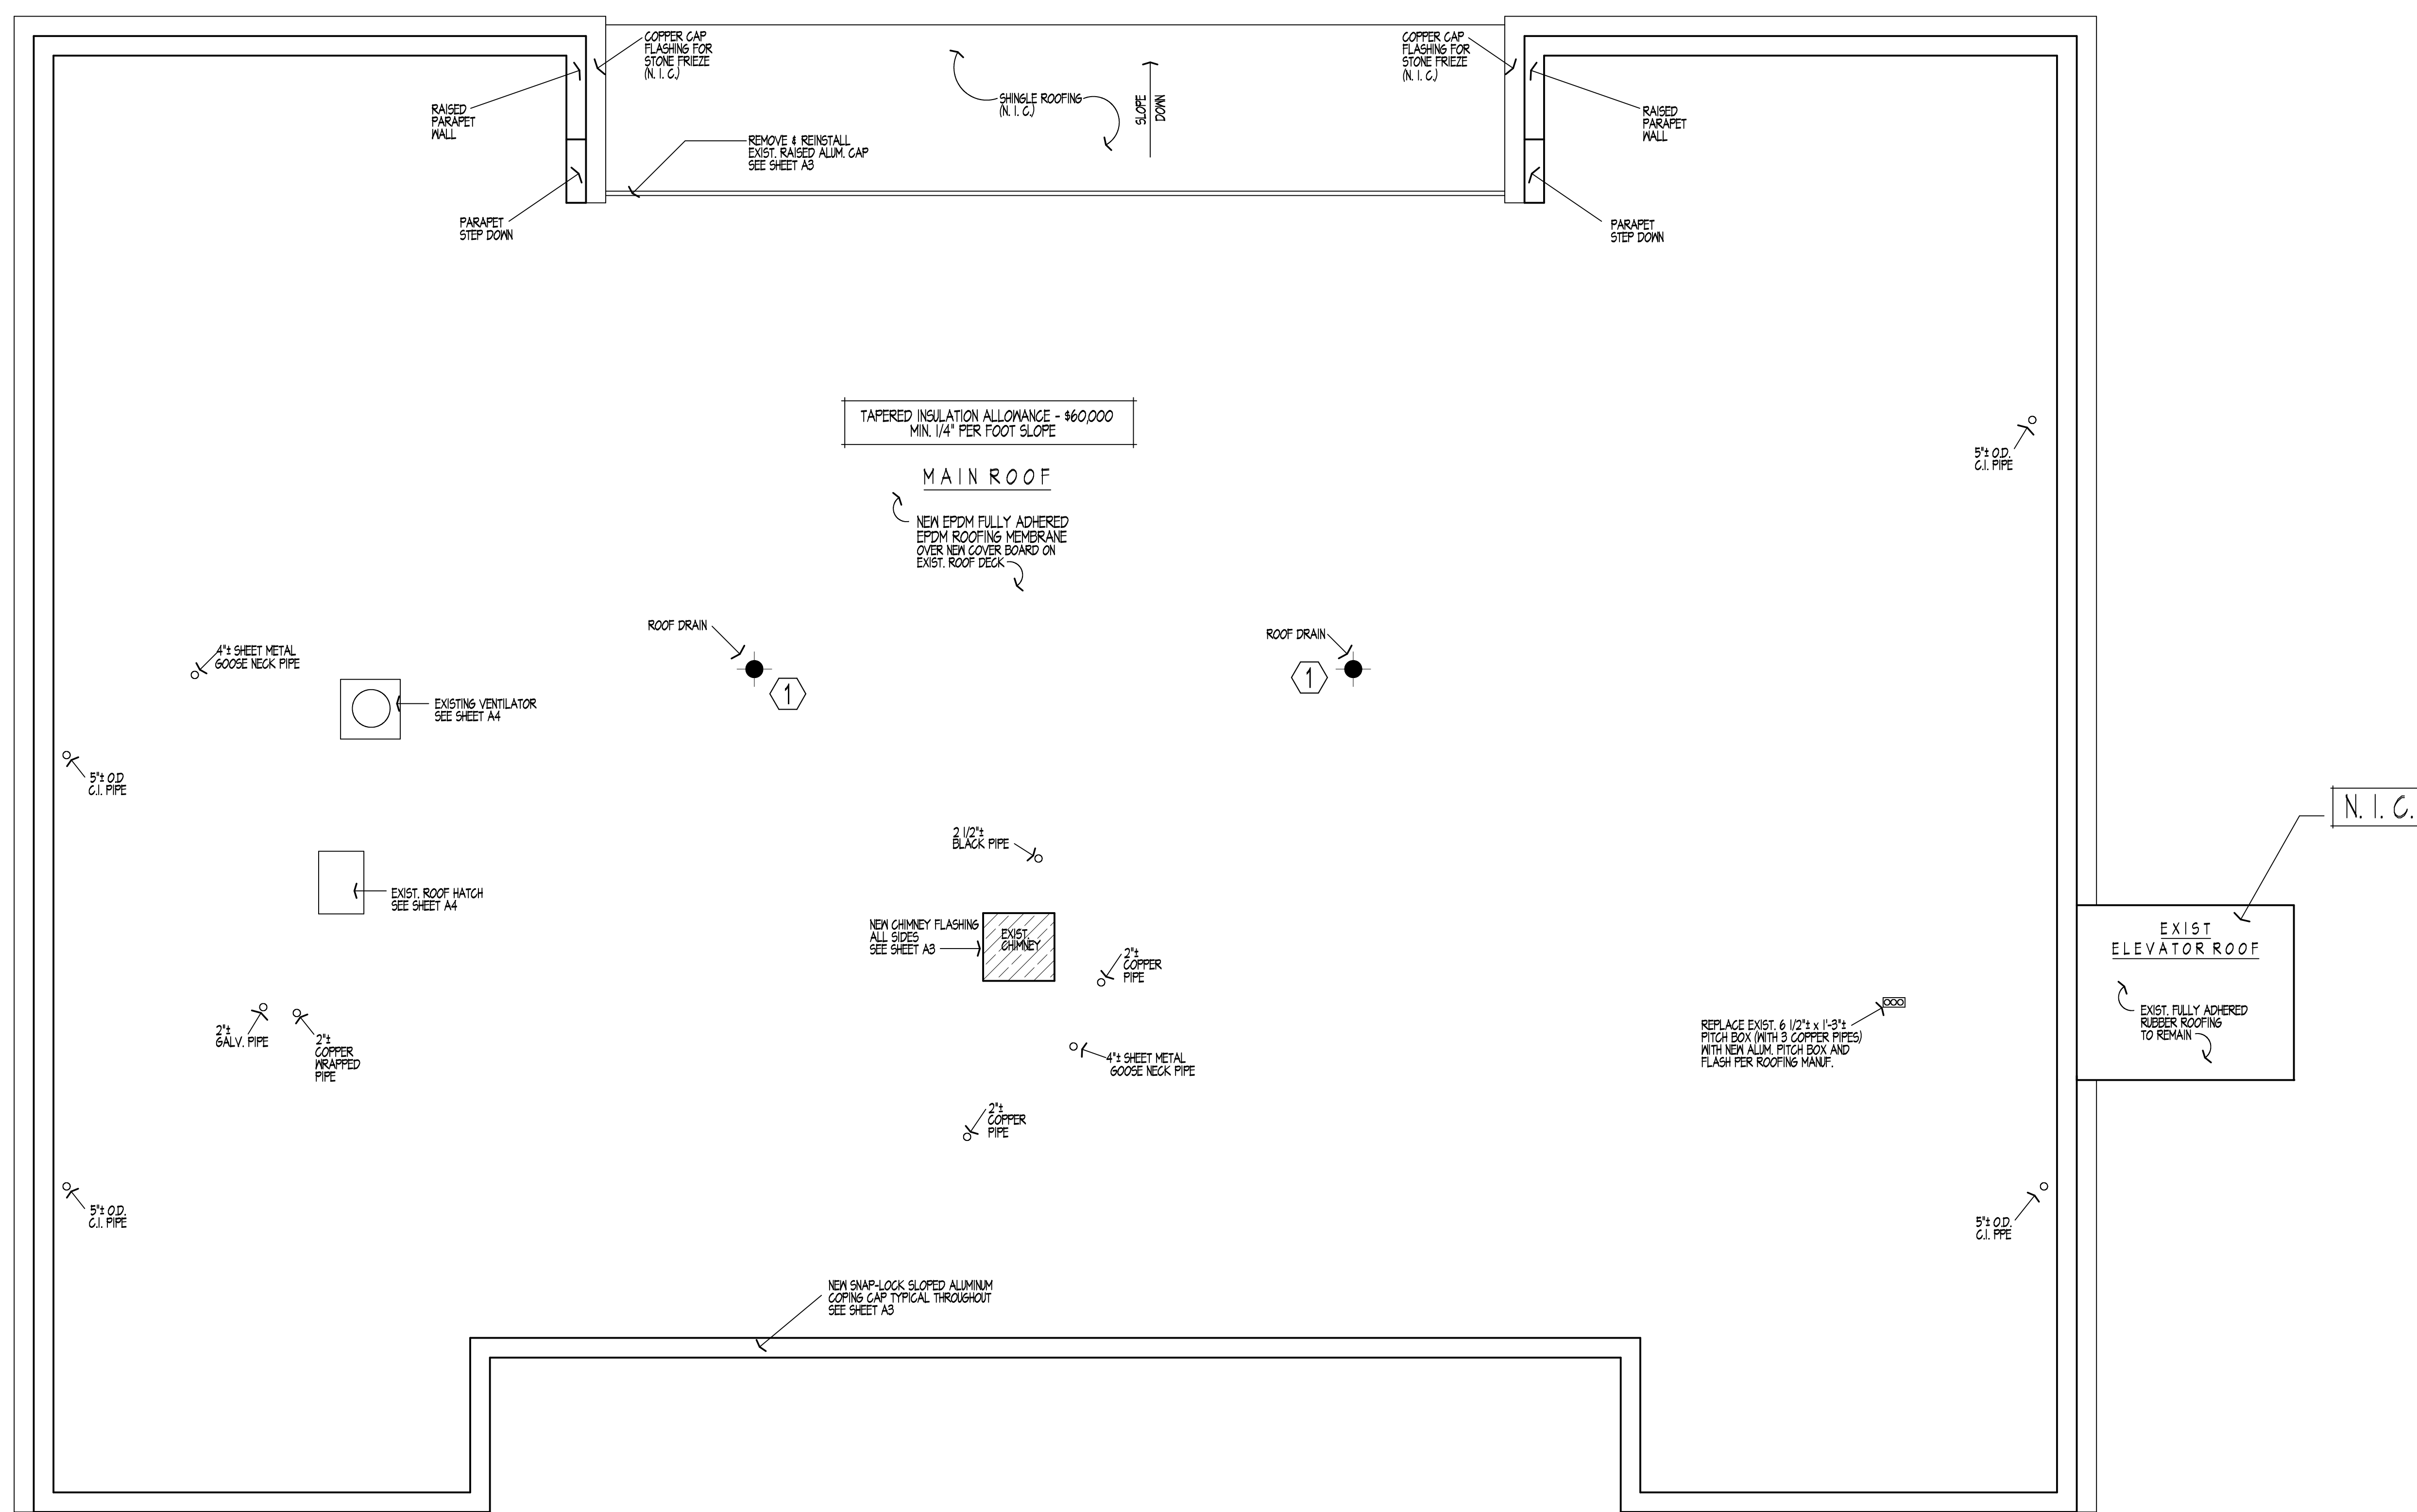 COPPER CAP
FLASHING FOR
STONE FRIEZE
(N. I. C.)
COPPER CAP
FLASHING FOR
STONE FRIEZE
(N. I. C.)
RAISED
PARAPET
WALL
SHINGLE ROOFING
(N. I. C.)
SLOPE
DOWN
RAISED
PARAPET
WALL
REMOVE & REINSTALL
EXIST. RAISED ALUM. CAP
SEE SHEET A3
PARAPET
STEP DOWN
PARAPET
STEP DOWN
TAPERED INSULATION ALLOWANCE - $60,000
MIN. 1/4" PER FOOT SLOPE
MAIN ROOF
5"± O.D.
C.I. PIPE
NEW EPDM FULLY ADHERED
EPDM ROOFING MEMBRANE
OVER NEW COVER BOARD ON
EXIST. ROOF DECK
ROOF DRAIN
1
ROOF DRAIN
1
4"± SHEET METAL
GOOSE NECK PIPE
EXISTING VENTILATOR
SEE SHEET A4
5"± O.D
C.I. PIPE
N. I. C.
2 1/2"±
BLACK PIPE
EXIST. ROOF HATCH
SEE SHEET A4
NEW CHIMNEY FLASHING
ALL SIDES
SEE SHEET A3
EXIST.
CHIMNEY
2"±
COPPER
PIPE
EXIST
ELEVATOR ROOF
EXIST. FULLY ADHERED
RUBBER ROOFING
TO REMAIN
2"±
GALV. PIPE
2"±
COPPER
WRAPPED
PIPE
REPLACE EXIST. 6 1/2"± x 1'-3"±
PITCH BOX (WITH 3 COPPER PIPES)
WITH NEW ALUM. PITCH BOX AND
FLASH PER ROOFING MANUF.
4"± SHEET METAL
GOOSE NECK PIPE
2"±
COPPER
PIPE
5"± O.D.
C.I. PIPE
5"± O.D.
C.I. PPE
NEW SNAP-LOCK SLOPED ALUMINUM
COPING CAP TYPICAL THROUGHOUT
SEE SHEET A3